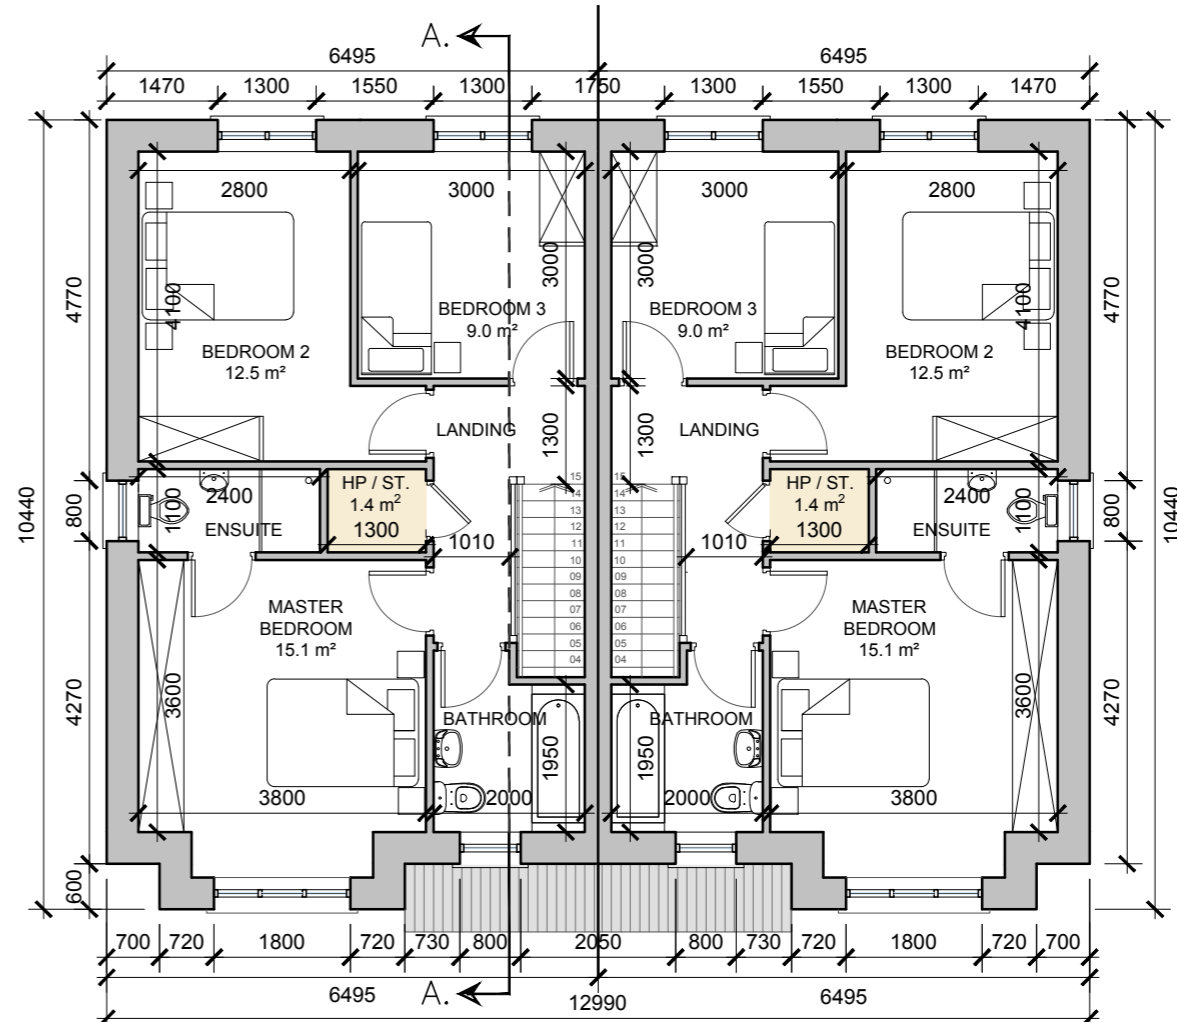 A.
6495 6495
1470 1300 1550 1300 1750 1300 1550 1300 1470
2800 3000 3000 2800
4770 4100 3000 3000 4100 4770
BEDROOM 3 BEDROOM 3
9.0 m² 9.0 m²
BEDROOM 2 BEDROOM 2
12.5 m² 12.5 m²
LANDING 1300 1300 LANDING
10440 800 1100 2400 HP / ST. HP / ST. 2400 1100 800 10440
1.4 m² 1.4 m²
ENSUITE 1300 1300 ENSUITE
1010 1010
15 15
14 14
13 13
12 12
11 11
10 10
09 09
08 08
07 07
06 06
05 05
04 04
MASTER MASTER
BEDROOM BEDROOM
15.1 m² 15.1 m²
4270 3600 3600 4270
BATHROOM BATHROOM
1950 1950
3800 2000 2000 3800
600
700 720 1800 720 730 800 2050 800 730 720 1800 720 700
6495 A. 6495
12990